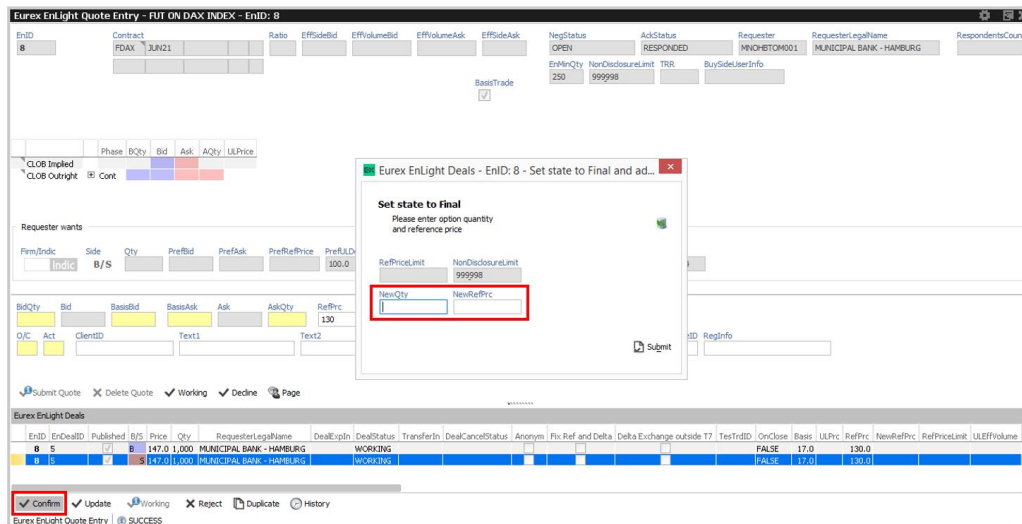 Eurex EnLight Quote Entry - FUT ON DAX INDEX - EnID: 8
EnID Contract Ratio EffSideBid EffVolumeBid EffVolumeAsk EffSideAsk NegStatus AckStatus Requester RequesterLegalName RespondentsCoun
8 FDAX JUN21 OPEN RESPONDED MNOHBTOM001 MUNICIPAL BANK - HAMBURG
EnMinQty NonDisclosureLimit TRR BuySideUserInfo
250 999998
BasisTrade
Phase BQty Bid Ask AQty ULPrice
CLOB Implied
CLOB Outright Cont
Eurex EnLight Deals - EnID: 8 - Set state to Final and ad...
Set state to Final
Please enter option quantity
and reference price
RefPriceLimit NonDisclosureLimit
999998
NewQty NewRefPrc
Submit
Requester wants
Firm/Indic Side Qty PrefBid PrefAsk PrefRefPrice PrefULD
Indic B/S 100.0
BidQty Bid BasisBid BasisAsk Ask AskQty RefPrc
130
O/C Act ClientID Text1 Text2 eID RegInfo
Submit Quote Delete Quote Working Decline Page
Eurex EnLight Deals
EnID EnDealID Published B/S Price Qty RequesterLegalName DealExpIn DealStatus TransferIn DealCancelStatus Anonym Fix Ref and Delta Delta Exchange outside T7 TesTrdID OnClose Basis ULPrc RefPrc NewRefPrc RefPriceLimit ULEffVolume
8 5 B 147.0 1,000 MUNICIPAL BANK - HAMBURG WORKING FALSE 17.0 130.0
8 5 S 147.0 1,000 MUNICIPAL BANK - HAMBURG WORKING FALSE 17.0 130.0
Confirm Update Working Reject Duplicate History
Eurex EnLight Quote Entry SUCCESS